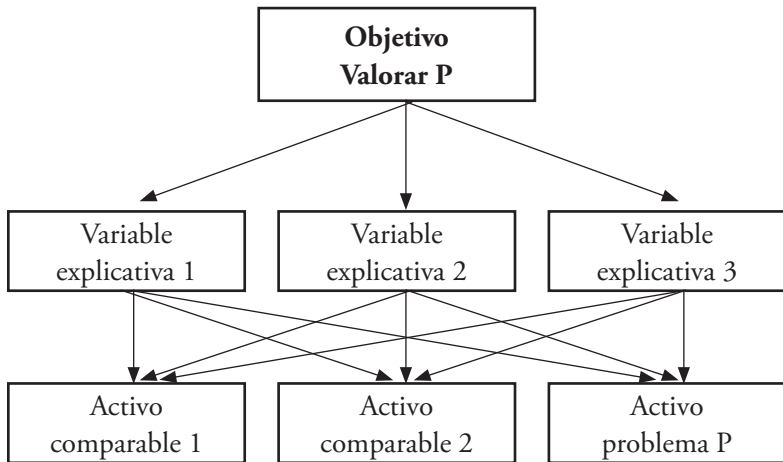 Objetivo
Valorar P
Variable
explicativa 1
Variable
explicativa 2
Variable
explicativa 3
Activo
comparable 1
Activo
comparable 2
Activo
problema P